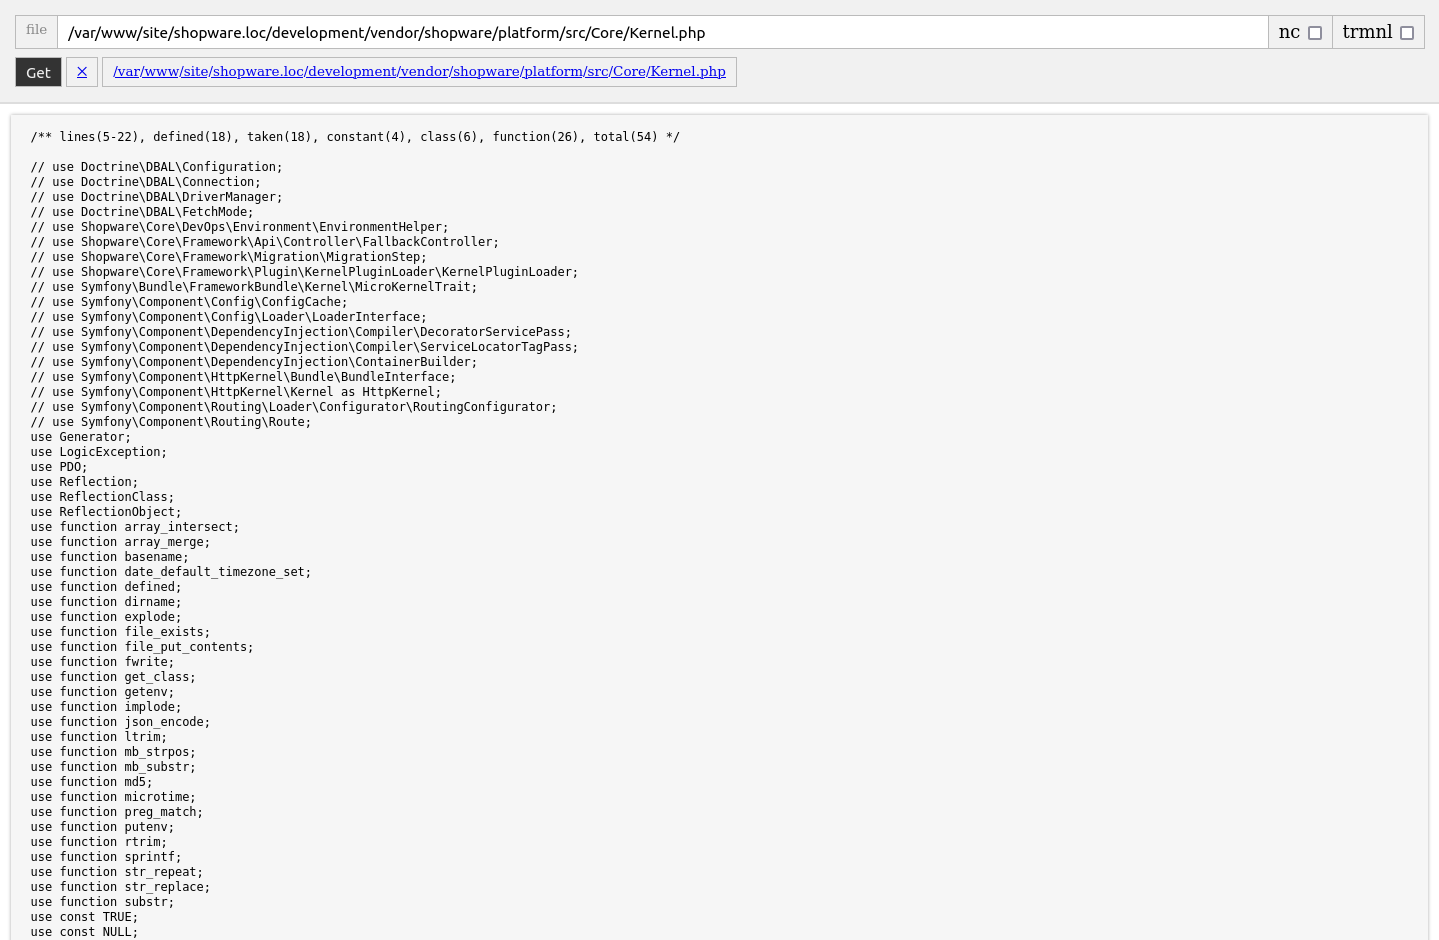 file /var/www/site/shopware.loc/development/vendor/shopware/platform/src/Core/Kernel.php nc trmnl
Get × /var/www/site/shopware.loc/development/vendor/shopware/platform/src/Core/Kernel.php
/** lines(5-22), defined(18), taken(18), constant(4), class(6), function(26), total(54) */
// use Doctrine\DBAL\Configuration;
// use Doctrine\DBAL\Connection;
// use Doctrine\DBAL\DriverManager;
// use Doctrine\DBAL\FetchMode;
// use Shopware\Core\DevOps\Environment\EnvironmentHelper;
// use Shopware\Core\Framework\Api\Controller\FallbackController;
// use Shopware\Core\Framework\Migration\MigrationStep;
// use Shopware\Core\Framework\Plugin\KernelPluginLoader\KernelPluginLoader;
// use Symfony\Bundle\FrameworkBundle\Kernel\MicroKernelTrait;
// use Symfony\Component\Config\ConfigCache;
// use Symfony\Component\Config\Loader\LoaderInterface;
// use Symfony\Component\DependencyInjection\Compiler\DecoratorServicePass;
// use Symfony\Component\DependencyInjection\Compiler\ServiceLocatorTagPass;
// use Symfony\Component\DependencyInjection\ContainerBuilder;
// use Symfony\Component\HttpKernel\Bundle\BundleInterface;
// use Symfony\Component\HttpKernel\Kernel as HttpKernel;
// use Symfony\Component\Routing\Loader\Configurator\RoutingConfigurator;
// use Symfony\Component\Routing\Route;
use Generator;
use LogicException;
use PDO;
use Reflection;
use ReflectionClass;
use ReflectionObject;
use function array_intersect;
use function array_merge;
use function basename;
use function date_default_timezone_set;
use function defined;
use function dirname;
use function explode;
use function file_exists;
use function file_put_contents;
use function fwrite;
use function get_class;
use function getenv;
use function implode;
use function json_encode;
use function ltrim;
use function mb_strpos;
use function mb_substr;
use function md5;
use function microtime;
use function preg_match;
use function putenv;
use function rtrim;
use function sprintf;
use function str_repeat;
use function str_replace;
use function substr;
use const TRUE;
use const NULL;